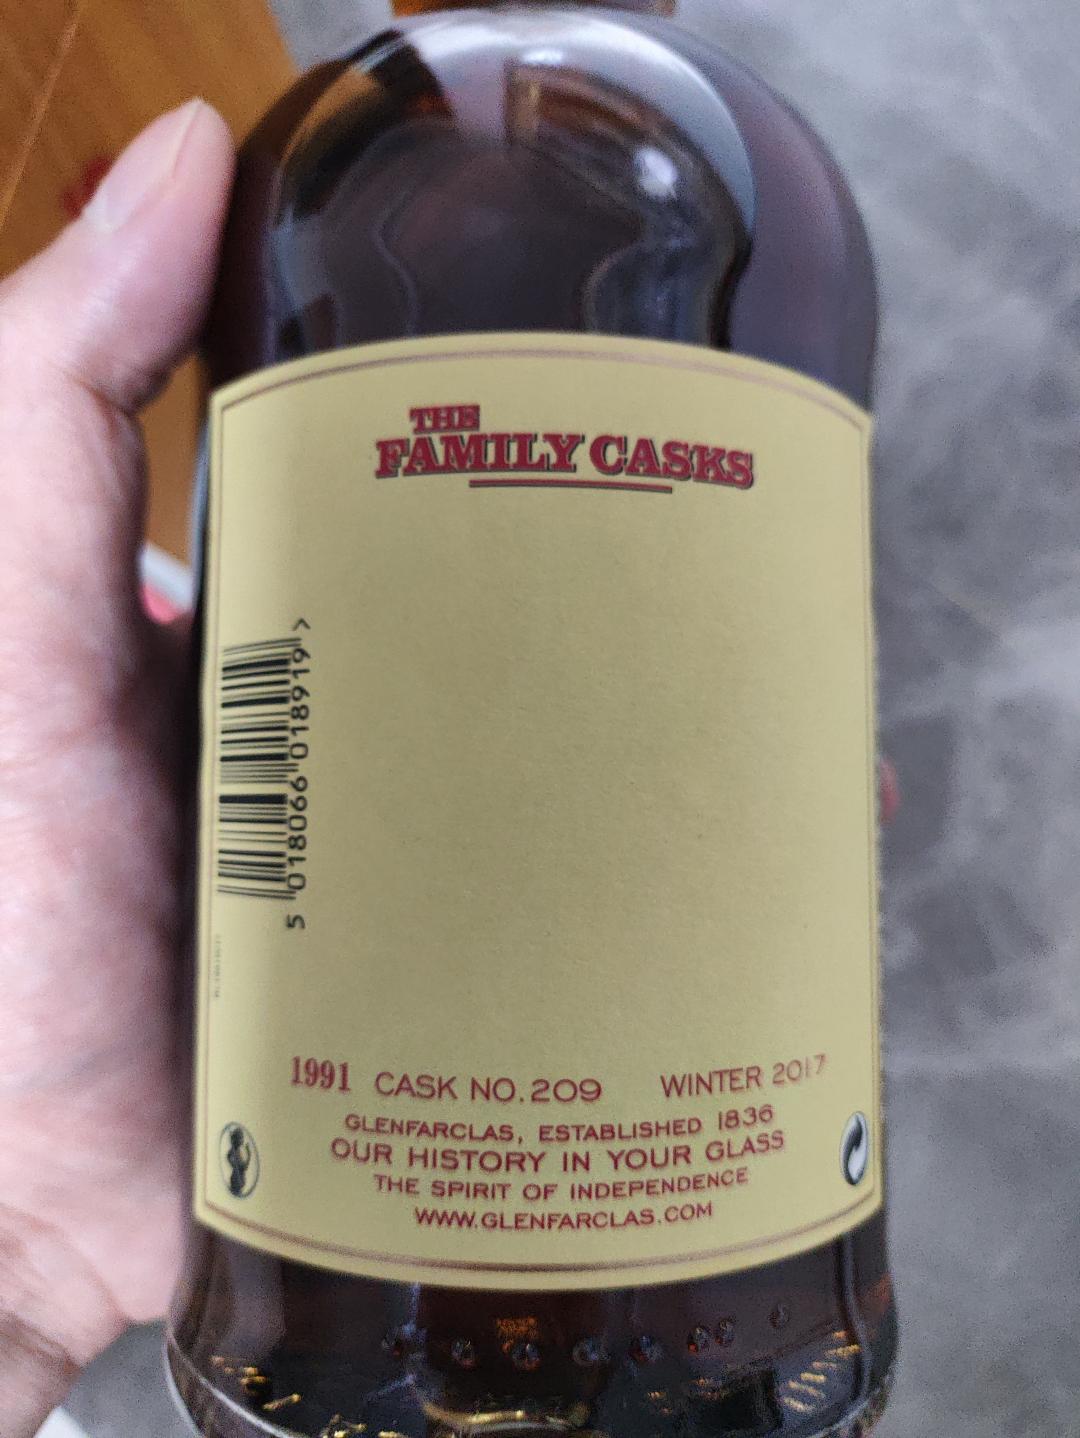 THE
FAMILY CASKS
5 018066 018919 >
1991 CASK NO.209 WINTER 2017
GLENFARCLAS, ESTABLISHED 1836
OUR HISTORY IN YOUR GLASS
THE SPIRIT OF INDEPENDENCE
WWW.GLENFARCLAS.COM